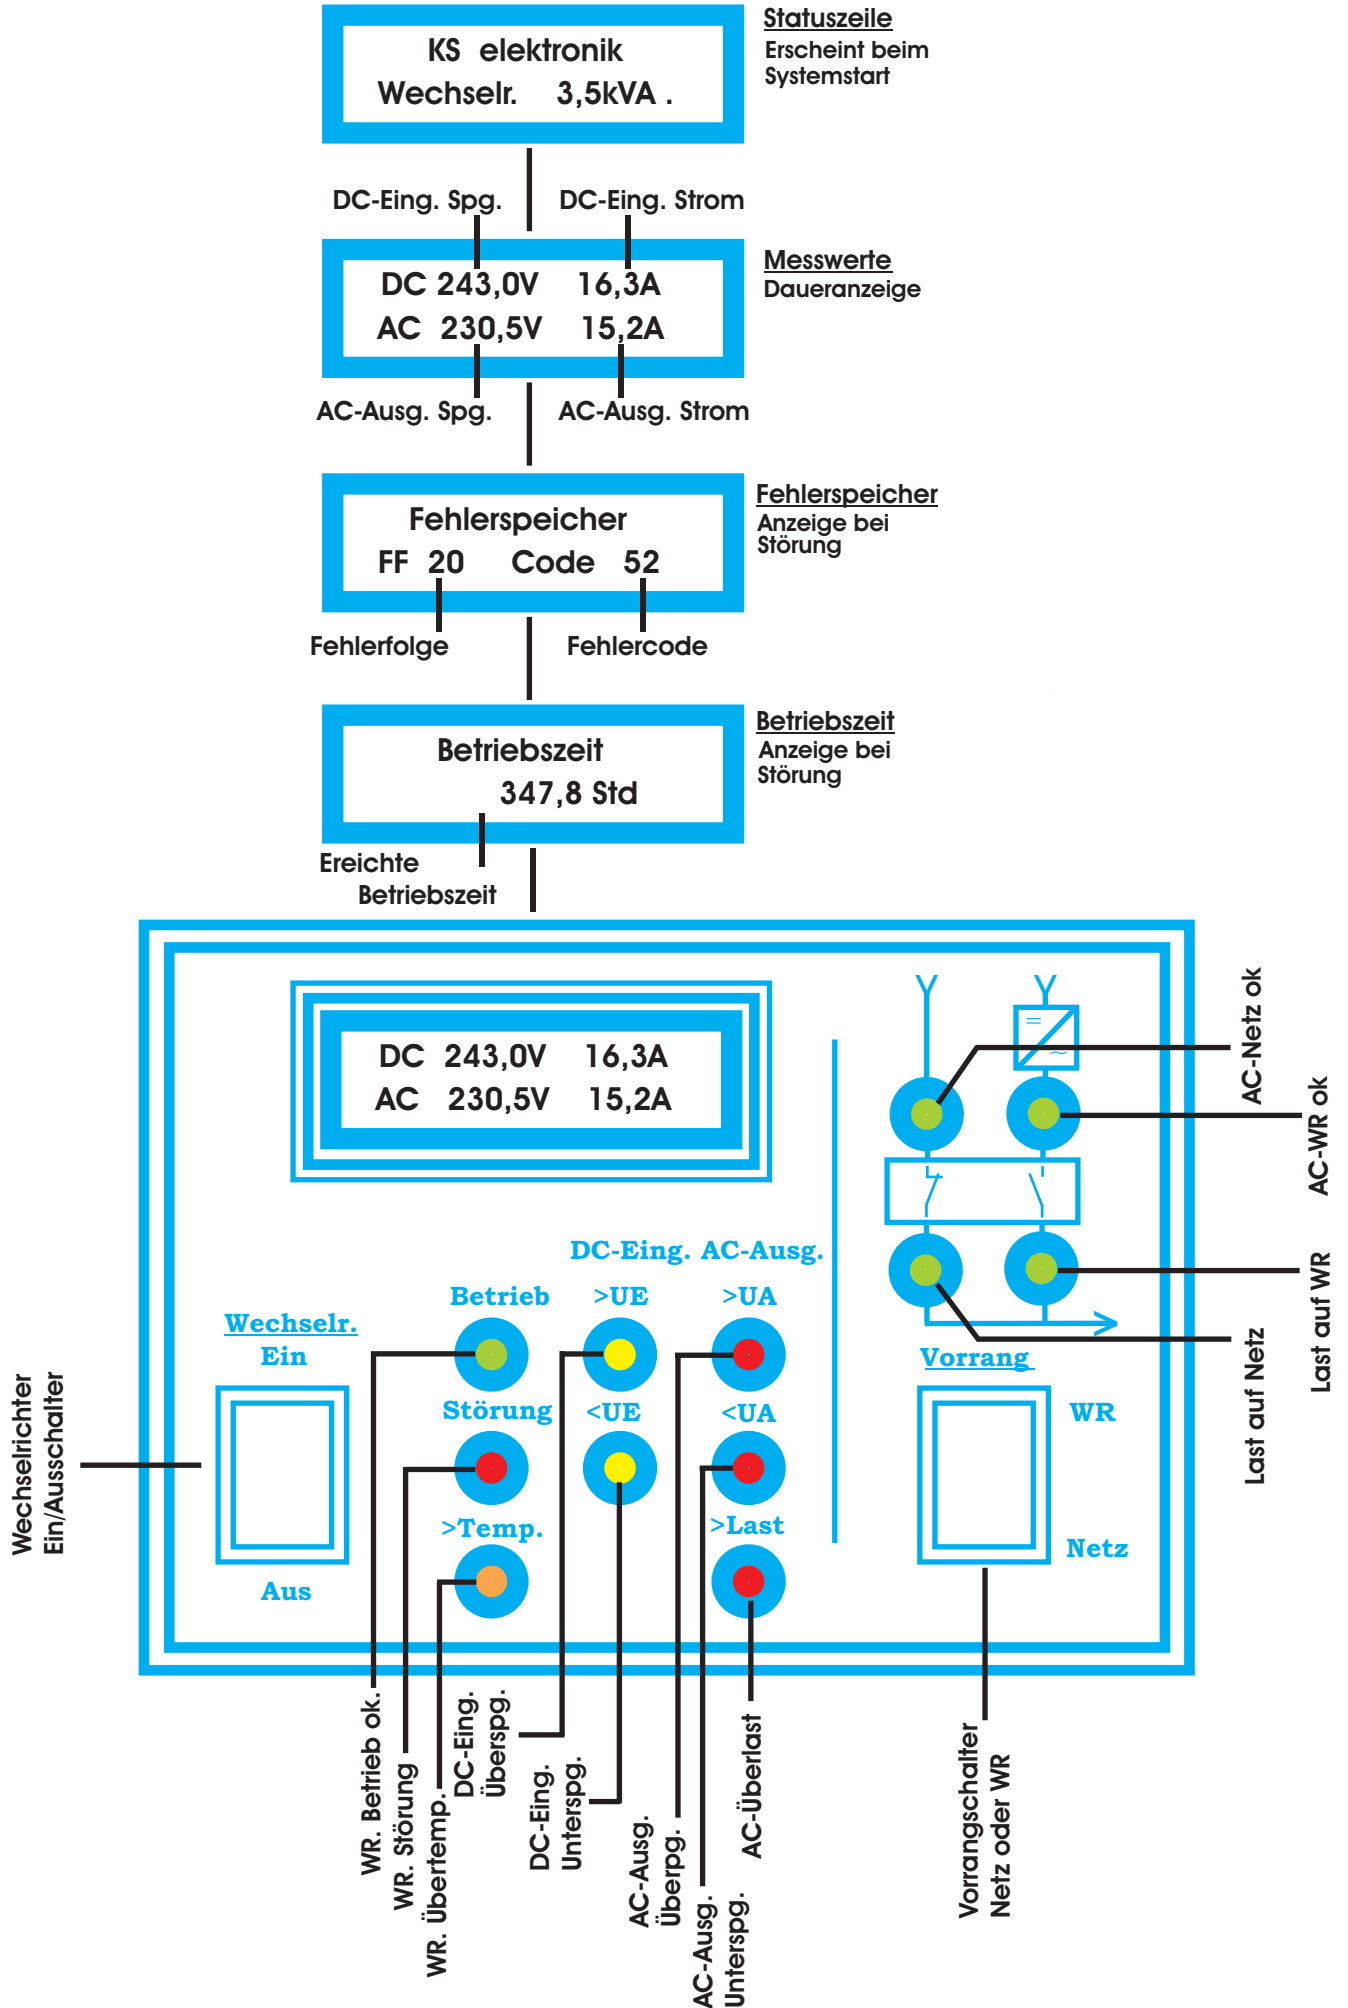 KS elektronik
Wechselr. 3,5kVA .
Statuszeile
Erscheint beim
Systemstart
DC-Eing. Spg. DC-Eing. Strom
DC 243,0V 16,3A
AC 230,5V 15,2A
Messwerte
Daueranzeige
AC-Ausg. Spg. AC-Ausg. Strom
Fehlerspeicher
FF 20 Code 52
Fehlerspeicher
Anzeige bei
Störung
Fehlerfolge Fehlercode
Betriebszeit
347,8 Std
Betriebszeit
Anzeige bei
Störung
Ereichte
Betriebszeit
DC 243,0V 16,3A
AC 230,5V 15,2A
=
~
AC-Netz ok
AC-WR ok
Last auf WR
Last auf Netz
DC-Eing. AC-Ausg.
Betrieb >UE >UA
Wechselr.
Ein
Störung <UE <UA
>Temp. >Last
Aus
Vorrang
WR
Netz
Wechselrichter
Ein/Ausschalter
WR. Betrieb ok.
WR. Störung
WR. Übertemp.
DC-Eing.
Überspg.
DC-Eing.
Unterspg.
AC-Ausg.
Überpg.
AC-Ausg.
Unterspg.
AC-Überlast
Vorrangschalter
Netz oder WR